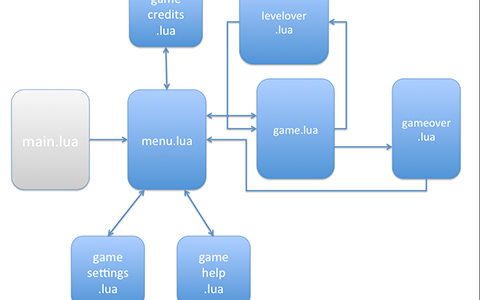 game
credits
.lua
levelover
.lua
main.lua
menu.lua
game.lua
gameover
.lua
game
settings
.lua
game
help
.lua